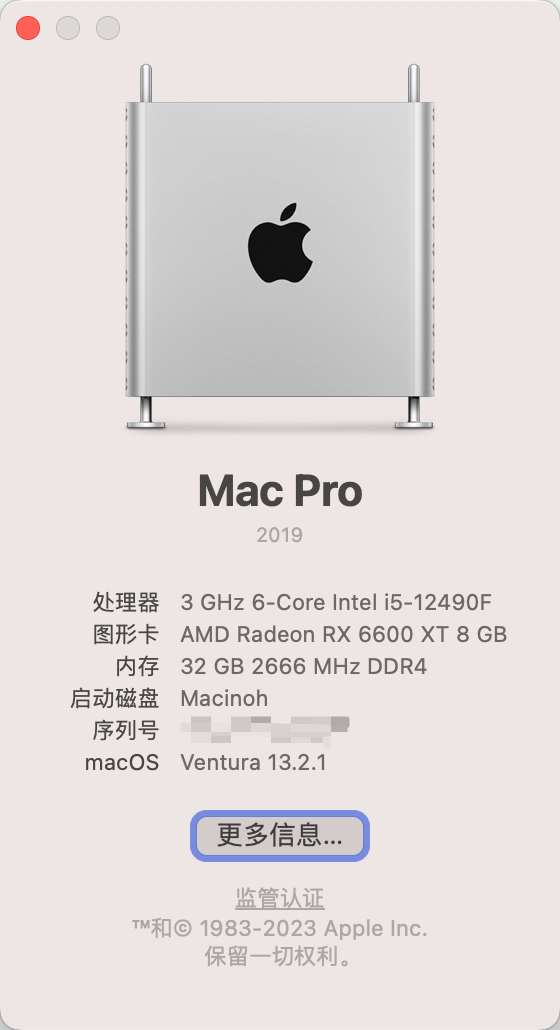 Mac Pro
2019
处理器 3 GHz 6-Core Intel i5-12490F
图形卡 AMD Radeon RX 6600 XT 8 GB
内存 32 GB 2666 MHz DDR4
启动磁盘 Macinoh
序列号
macOS Ventura 13.2.1
更多信息...
监管认证
™和© 1983-2023 Apple Inc.
保留一切权利。